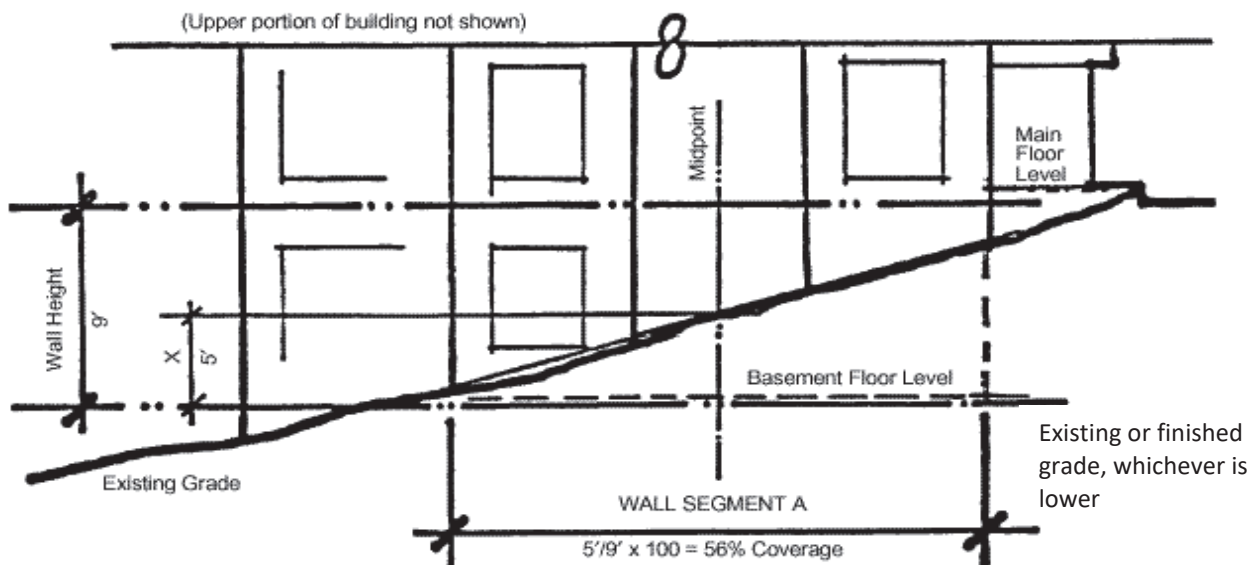 (Upper portion of building not shown)
8
Midpoint
Main
Floor
Level
Wall Height
9'
X
5'
Basement Floor Level
Existing Grade
Existing or finished
grade, whichever is
lower
WALL SEGMENT A
5'/9' x 100 = 56% Coverage